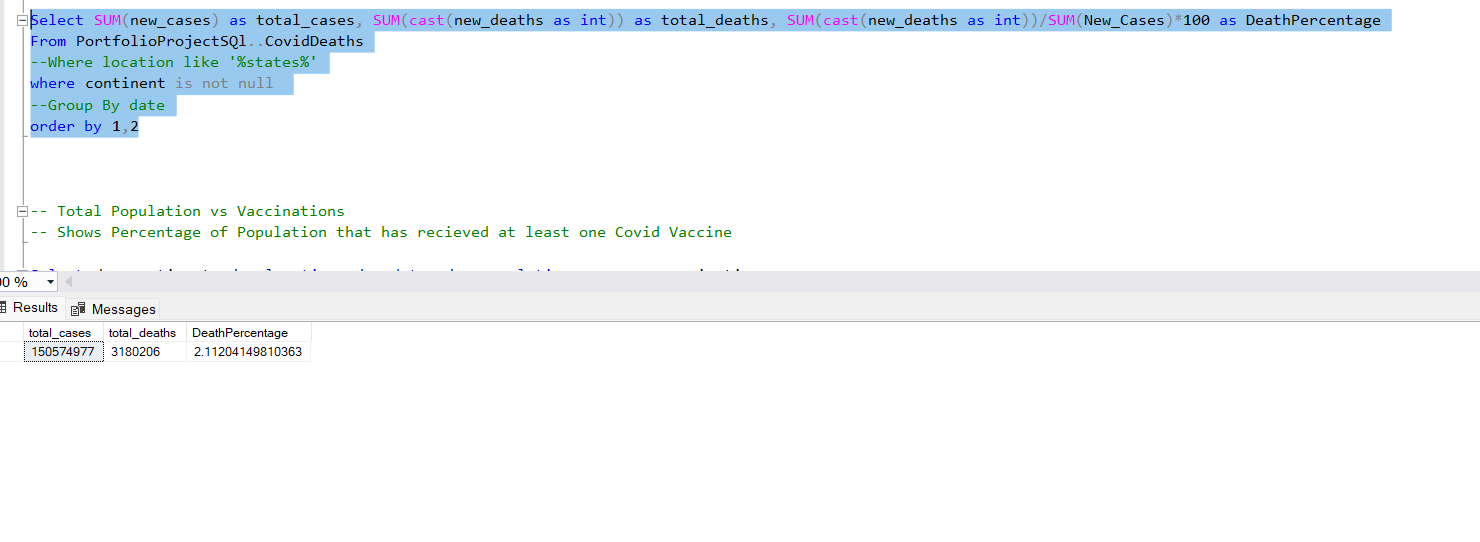 Select SUM(new_cases) as total_cases, SUM(cast(new_deaths as int)) as total_deaths, SUM(cast(new_deaths as int))/SUM(New_Cases)*100 as DeathPercentage
From PortfolioProjectSQl..CovidDeaths
--Where location like '%states%'
where continent is not null
--Group By date
order by 1,2
-- Total Population vs Vaccinations
-- Shows Percentage of Population that has recieved at least one Covid Vaccine
00 %
Results Messages
total_cases total_deaths DeathPercentage
150574977 3180206 2.11204149810363